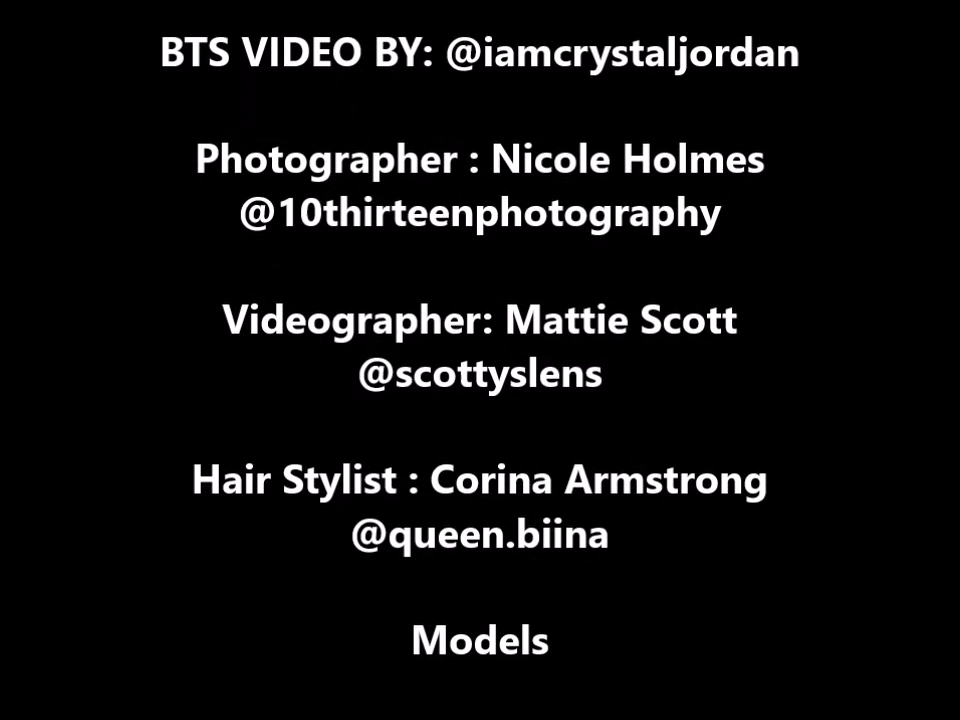 BTS VIDEO BY: @iamcrystaljordan
Photographer : Nicole Holmes
@10thirteenphotography
Videographer: Mattie Scott
@scottyslens
Hair Stylist : Corina Armstrong
@queen.biina
Models